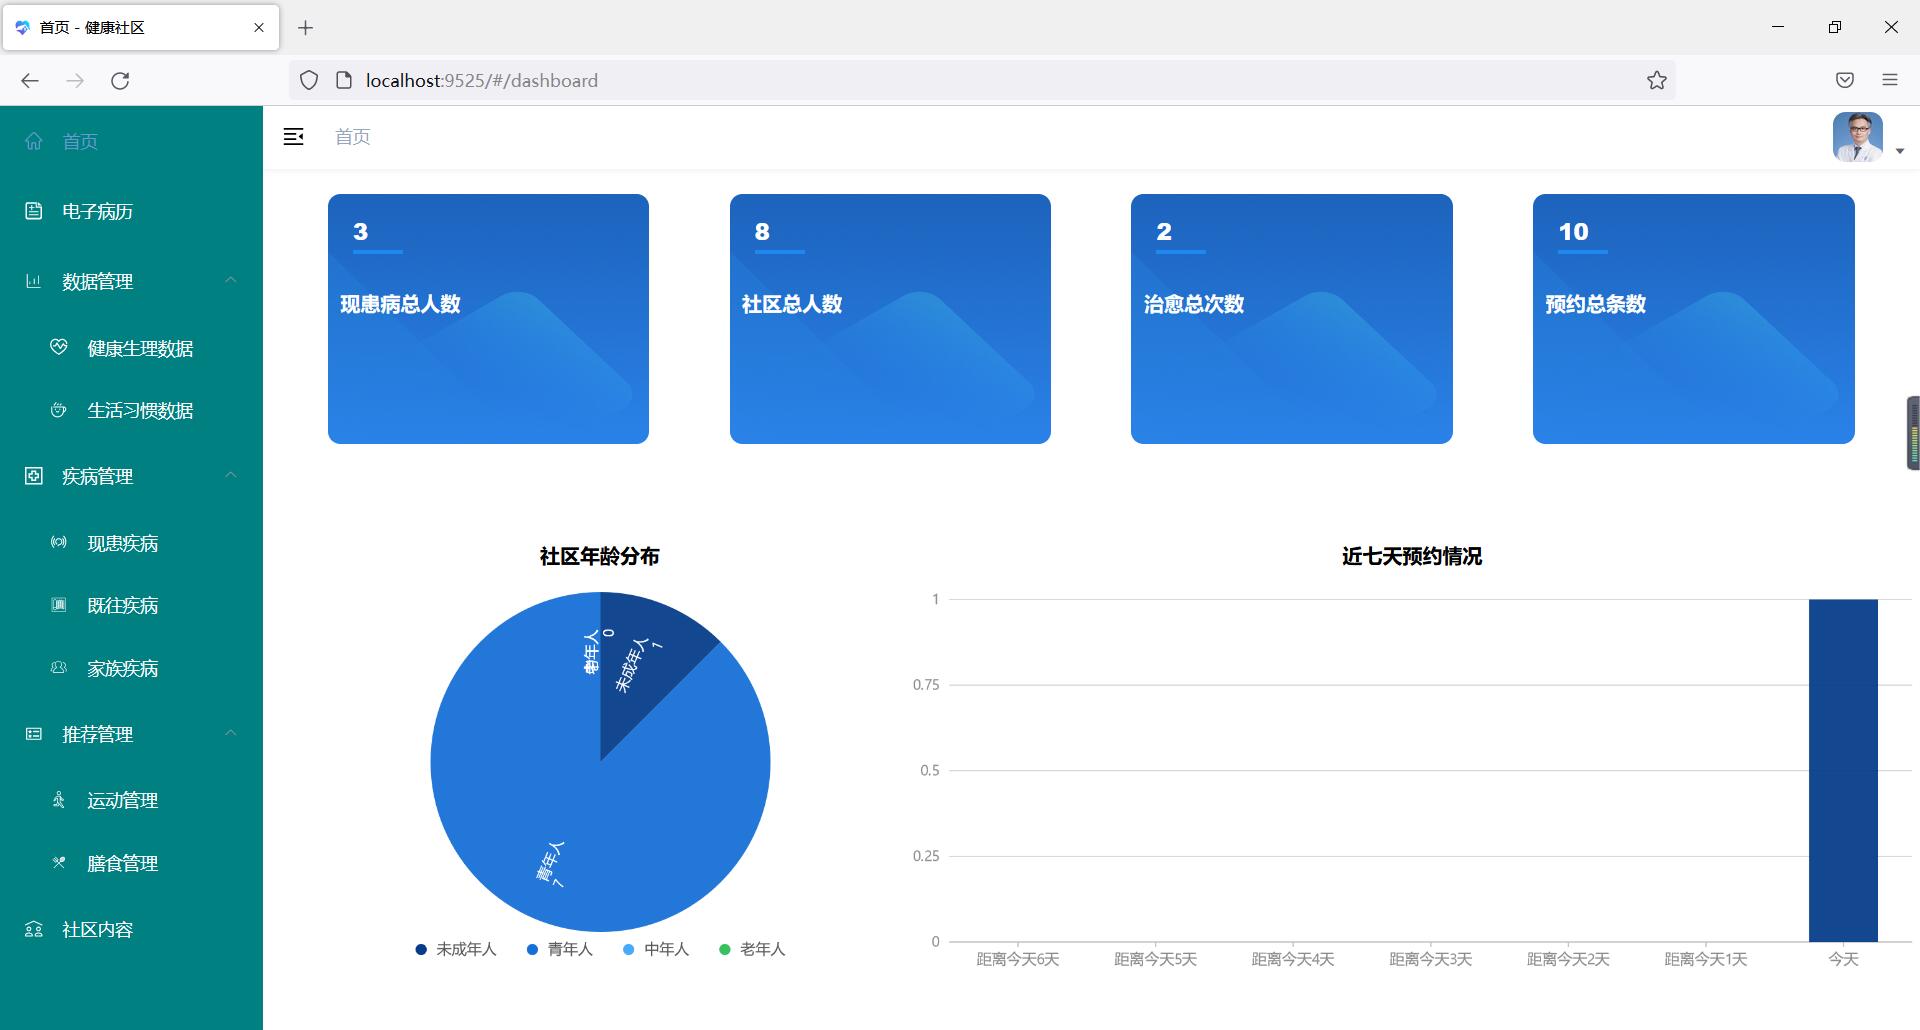 首页 - 健康社区
localhost:9525/#/dashboard
首页
电子病历
数据管理
健康生理数据
生活习惯数据
疾病管理
现患疾病
既往疾病
家族疾病
推荐管理
运动管理
膳食管理
社区内容
首页
3
现患病总人数
8
社区总人数
2
治愈总次数
10
预约总条数
社区年龄分布
0
未成年人
1
青年人
7
未成年人
青年人
中年人
老年人
近七天预约情况
1
0.75
0.5
0.25
0
距离今天6天
距离今天5天
距离今天4天
距离今天3天
距离今天2天
距离今天1天
今天